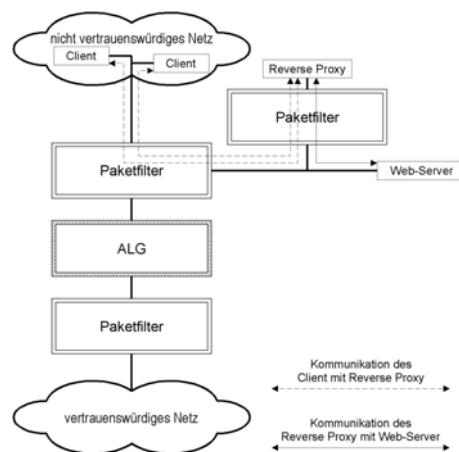 nicht vertrauenswürdiges Netz
Client
Client
Reverse Proxy
Paketfilter
Paketfilter
Web-Server
ALG
Paketfilter
vertrauenswürdiges Netz
Kommunikation des
Client mit Reverse Proxy
Kommunikation des
Reverse Proxy mit Web-Server